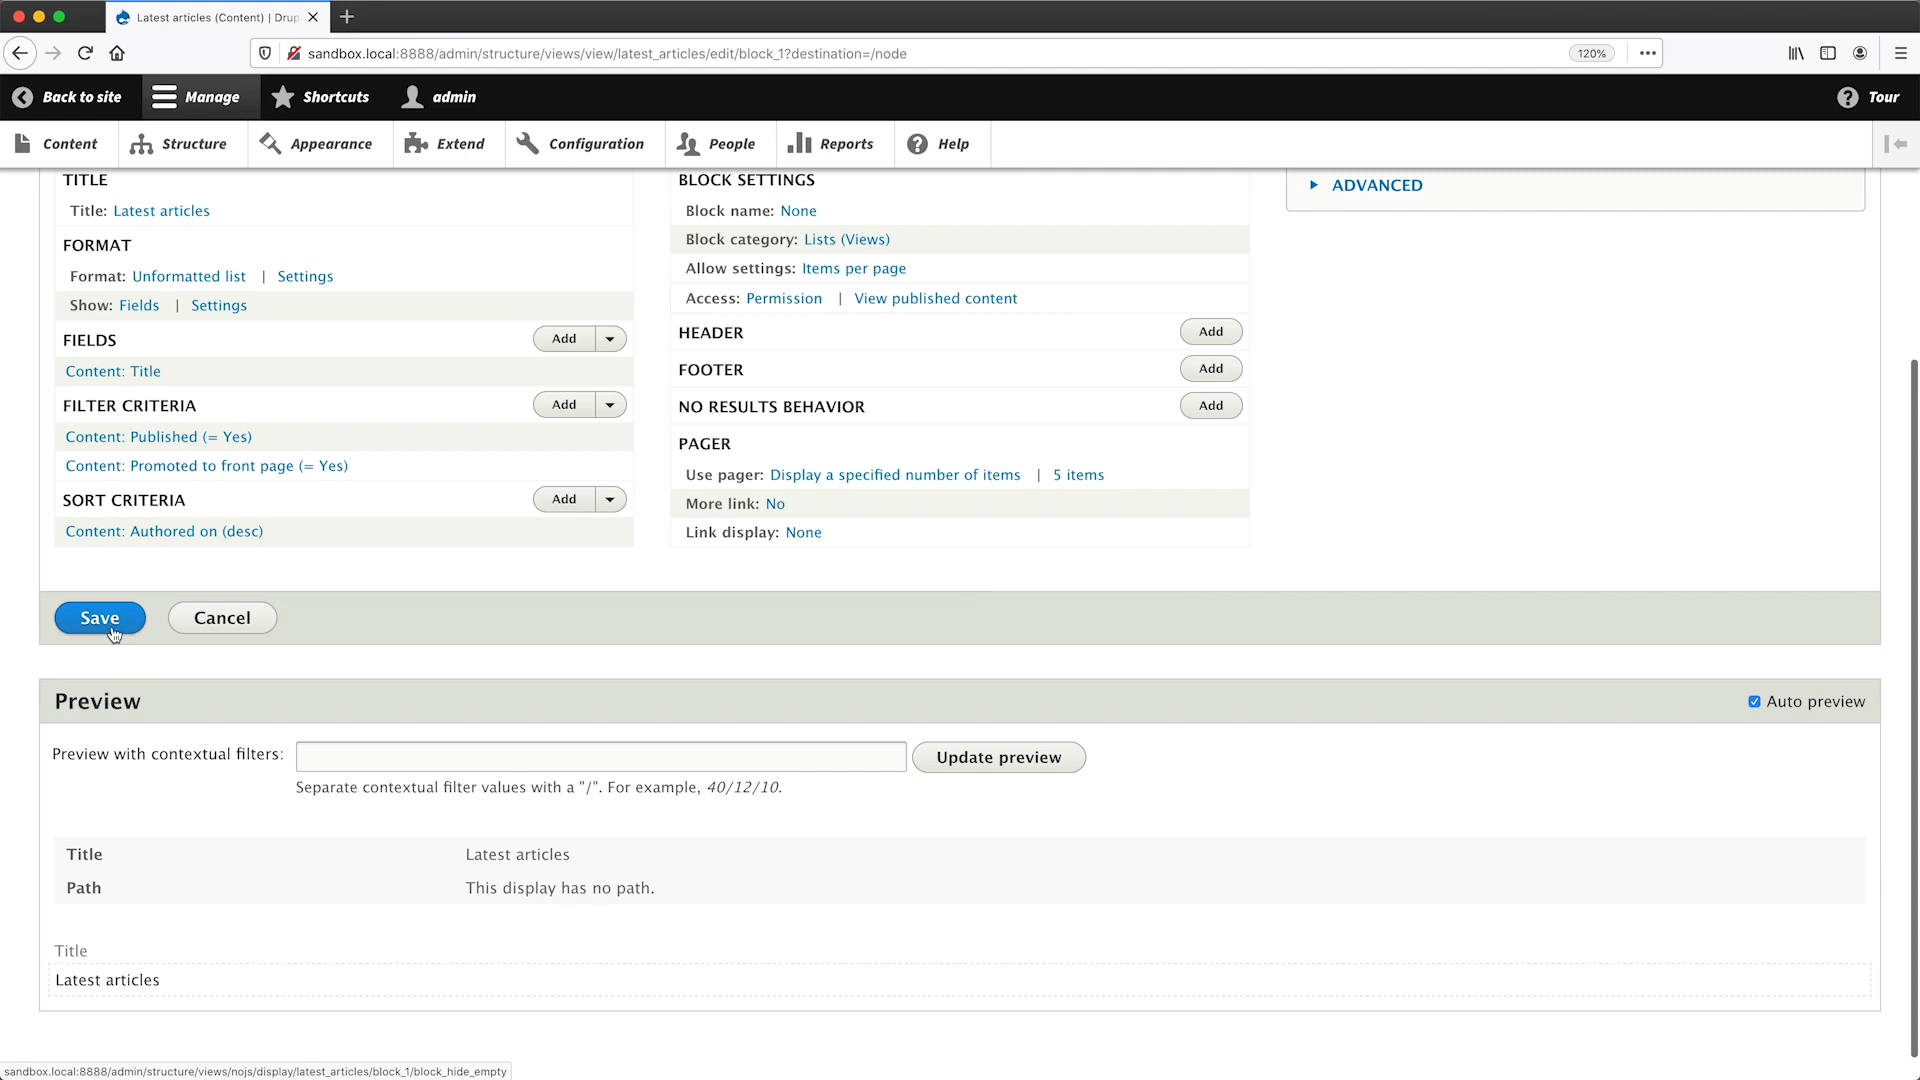 Latest articles (Content) | Drup
sandbox.local:8888/admin/structure/views/view/latest_articles/edit/block_1?destination=/node
120%
Back to site
Manage
Shortcuts
admin
Tour
Content
Structure
Appearance
Extend
Configuration
People
Reports
Help
TITLE
Title: Latest articles
FORMAT
Format: Unformatted list | Settings
Show: Fields | Settings
FIELDS
Add
Content: Title
FILTER CRITERIA
Add
Content: Published (= Yes)
Content: Promoted to front page (= Yes)
SORT CRITERIA
Add
Content: Authored on (desc)
BLOCK SETTINGS
Block name: None
Block category: Lists (Views)
Allow settings: Items per page
Access: Permission | View published content
HEADER
Add
FOOTER
Add
NO RESULTS BEHAVIOR
Add
PAGER
Use pager: Display a specified number of items | 5 items
More link: No
Link display: None
ADVANCED
Save
Cancel
Preview
Auto preview
Preview with contextual filters:
Update preview
Separate contextual filter values with a "/". For example, 40/12/10.
Title Latest articles
Path This display has no path.
Title
Latest articles
sandbox.local:8888/admin/structure/views/nojs/display/latest_articles/block_1/block_hide_empty